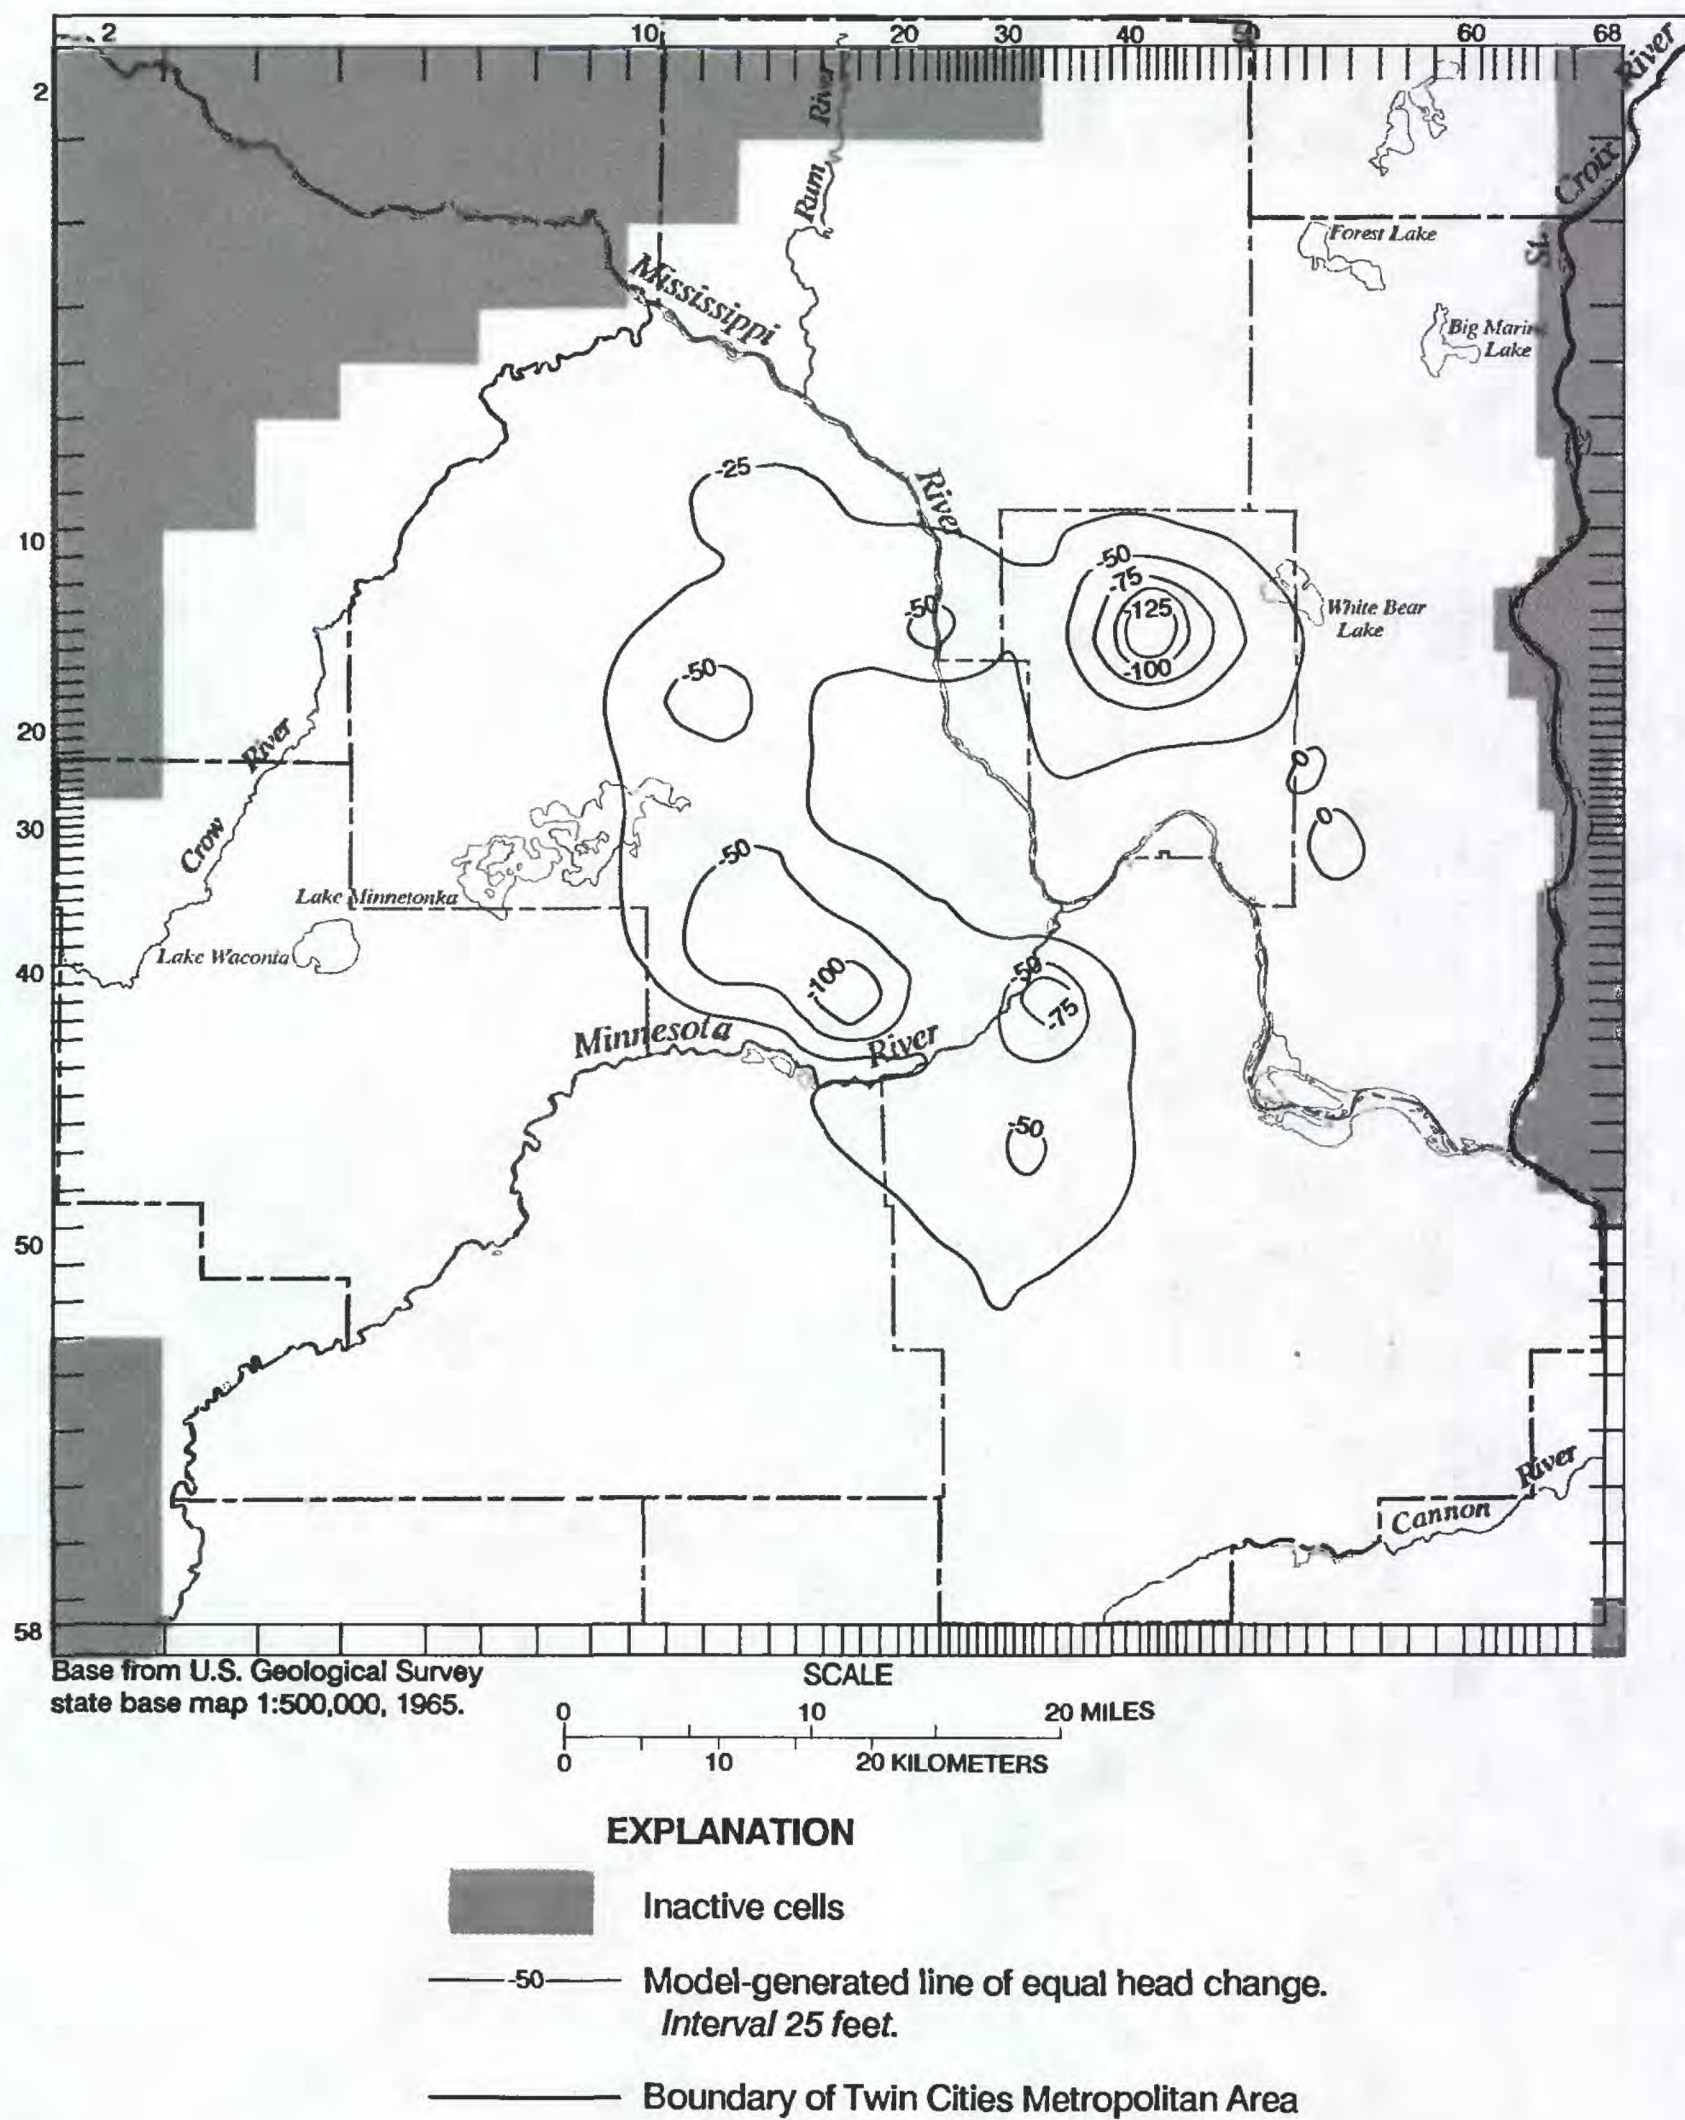 2 10 20 30 40 60 68
River
2
River
Croix
Rum
St.
Forest Lake
Mississippi
Big Marin
Lake
-25
River
10
-50
-75
-50
-125
White Bear
Lake
-100
-50
20
River
0
30
0
Crow
-50
Lake Minnetonka
Lake Waconia
40
-100
-50
-75
Minnesota
River
-50
50
River
Cannon
58
Base from U.S. Geological Survey
state base map 1:500,000, 1965.
SCALE
0 10 20 MILES
0 10 20 KILOMETERS
EXPLANATION
Inactive cells
-50 Model-generated line of equal head change.
Interval 25 feet.
Boundary of Twin Cities Metropolitan Area